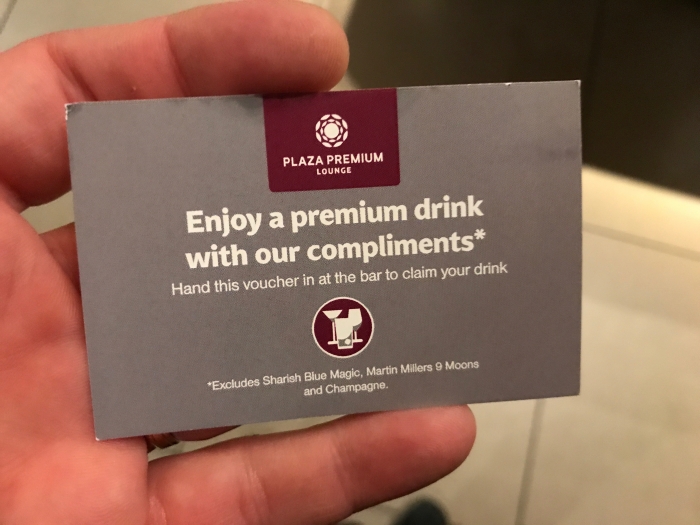 PLAZA PREMIUM
LOUNGE
Enjoy a premium drink
with our compliments*
Hand this voucher in at the bar to claim your drink
*Excludes Sharish Blue Magic, Martin Millers 9 Moons
and Champagne.